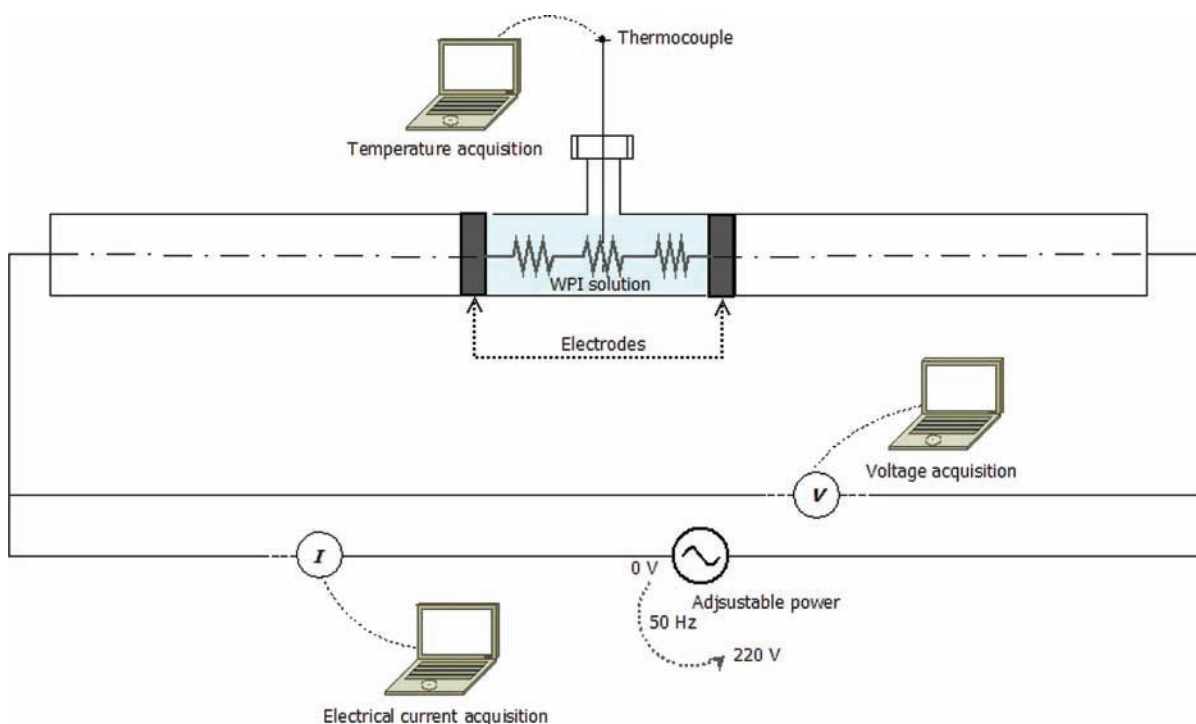 Thermocouple
Temperature acquisition
WPI solution
Electrodes
Voltage acquisition
V
I
0 V
Adjsustable power
50 Hz
220 V
Electrical current acquisition